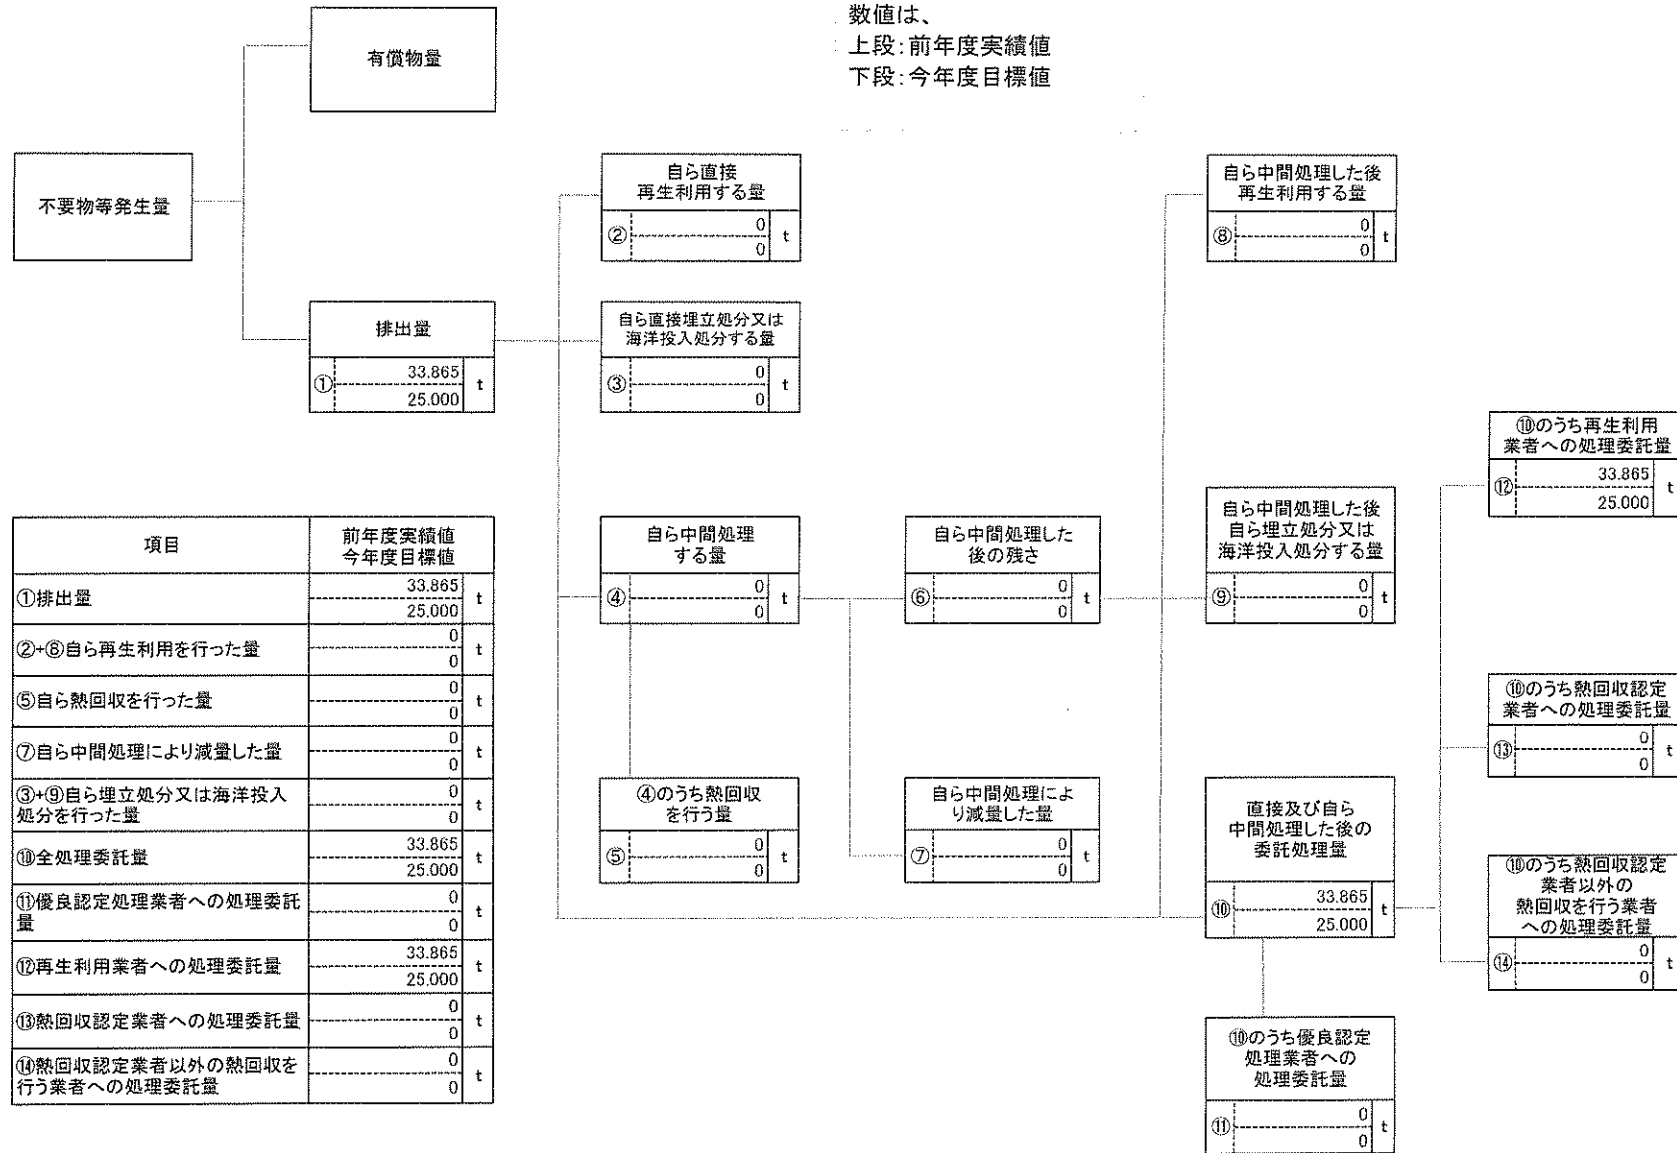 数値は、
上段:前年度実績値
下段:今年度目標値
有償物量
不要物等発生量
排出量
①
33.865
25.000
t
自ら直接
再生利用する量
②
0
0
t
自ら直接埋立処分又は
海洋投入処分する量
③
0
0
t
自ら中間処理
する量
④
0
0
t
④のうち熱回収
を行う量
⑤
0
0
t
自ら中間処理した
後の残さ
⑥
0
0
t
自ら中間処理によ
り減量した量
⑦
0
0
t
自ら中間処理した後
再生利用する量
⑧
0
0
t
自ら中間処理した後
自ら埋立処分又は
海洋投入処分する量
⑨
0
0
t
直接及び自ら
中間処理した後の
委託処理量
⑩
33.865
25.000
t
⑩のうち優良認定
処理業者への
処理委託量
⑪
0
0
t
⑩のうち再生利用
業者への処理委託量
⑫
33.865
25.000
t
⑩のうち熱回収認定
業者への処理委託量
⑬
0
0
t
⑩のうち熱回収認定
業者以外の
熱回収を行う業者
への処理委託量
⑭
0
0
t
項目
前年度実績値
今年度目標値
①排出量
33.865
25.000
t
②+⑧自ら再生利用を行った量
0
0
t
⑤自ら熱回収を行った量
0
0
t
⑦自ら中間処理により減量した量
0
0
t
③+⑨自ら埋立処分又は海洋投入
処分を行った量
0
0
t
⑩全処理委託量
33.865
25.000
t
⑪優良認定処理業者への処理委託
量
0
0
t
⑫再生利用業者への処理委託量
33.865
25.000
t
⑬熱回収認定業者への処理委託量
0
0
t
⑭熱回収認定業者以外の熱回収を
行う業者への処理委託量
0
0
t